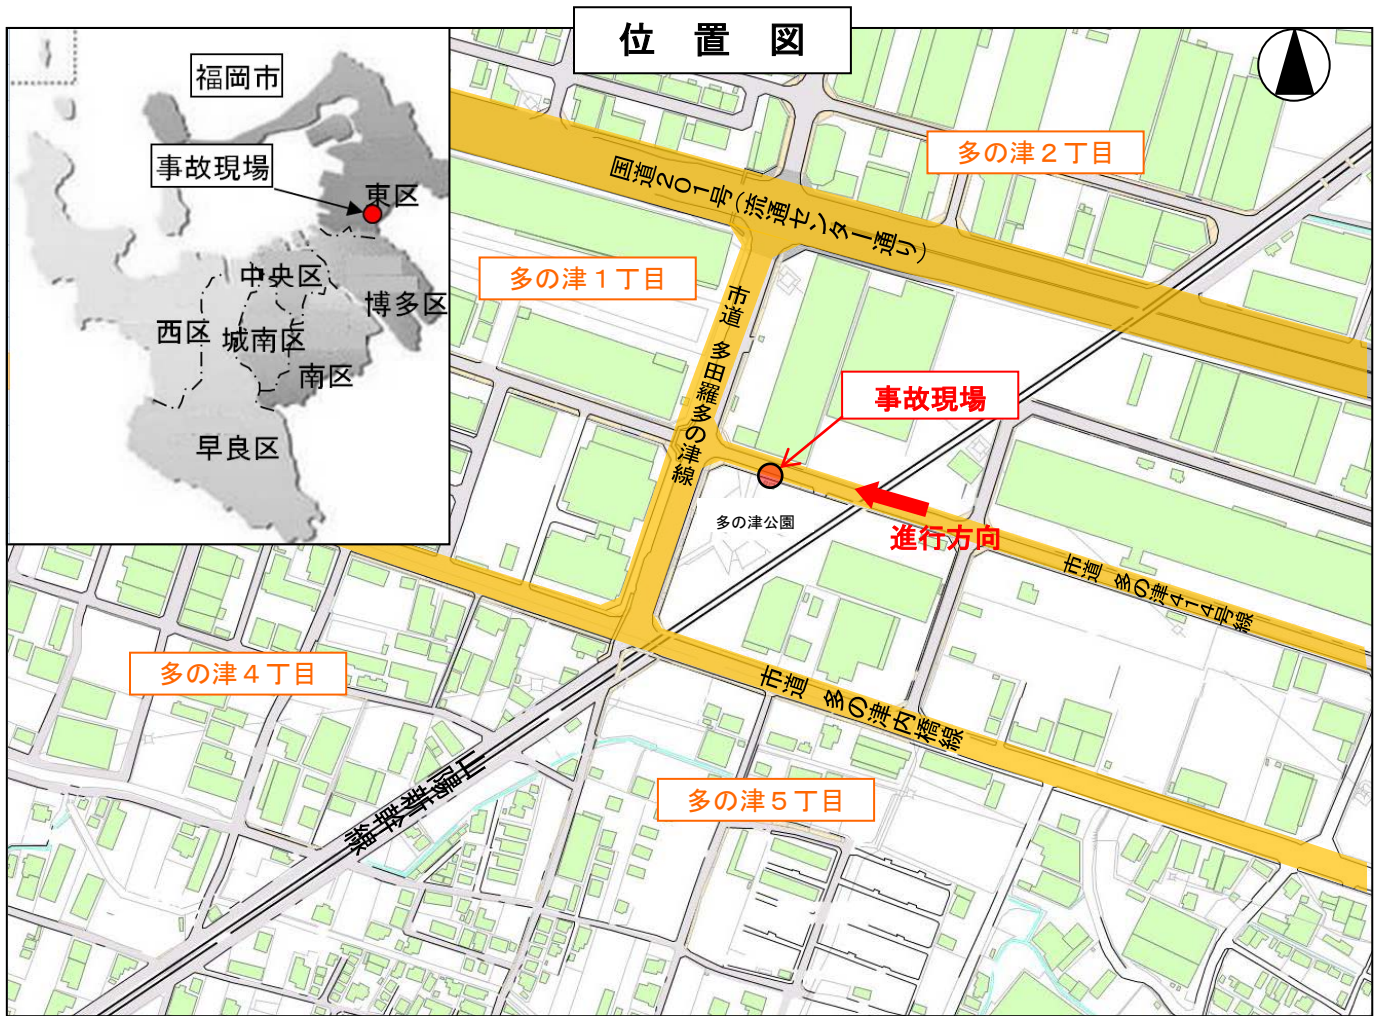 位置図
福岡市
事故現場
東区
中央区
博多区
西区
城南区
南区
早良区
多の津２丁目
国道201号(流通センター通り)
多の津１丁目
市道 多田羅多の津線
事故現場
多の津公園
進行方向
市道 多の津414号線
多の津４丁目
市道 多の津内橋線
山陽新幹線
多の津５丁目